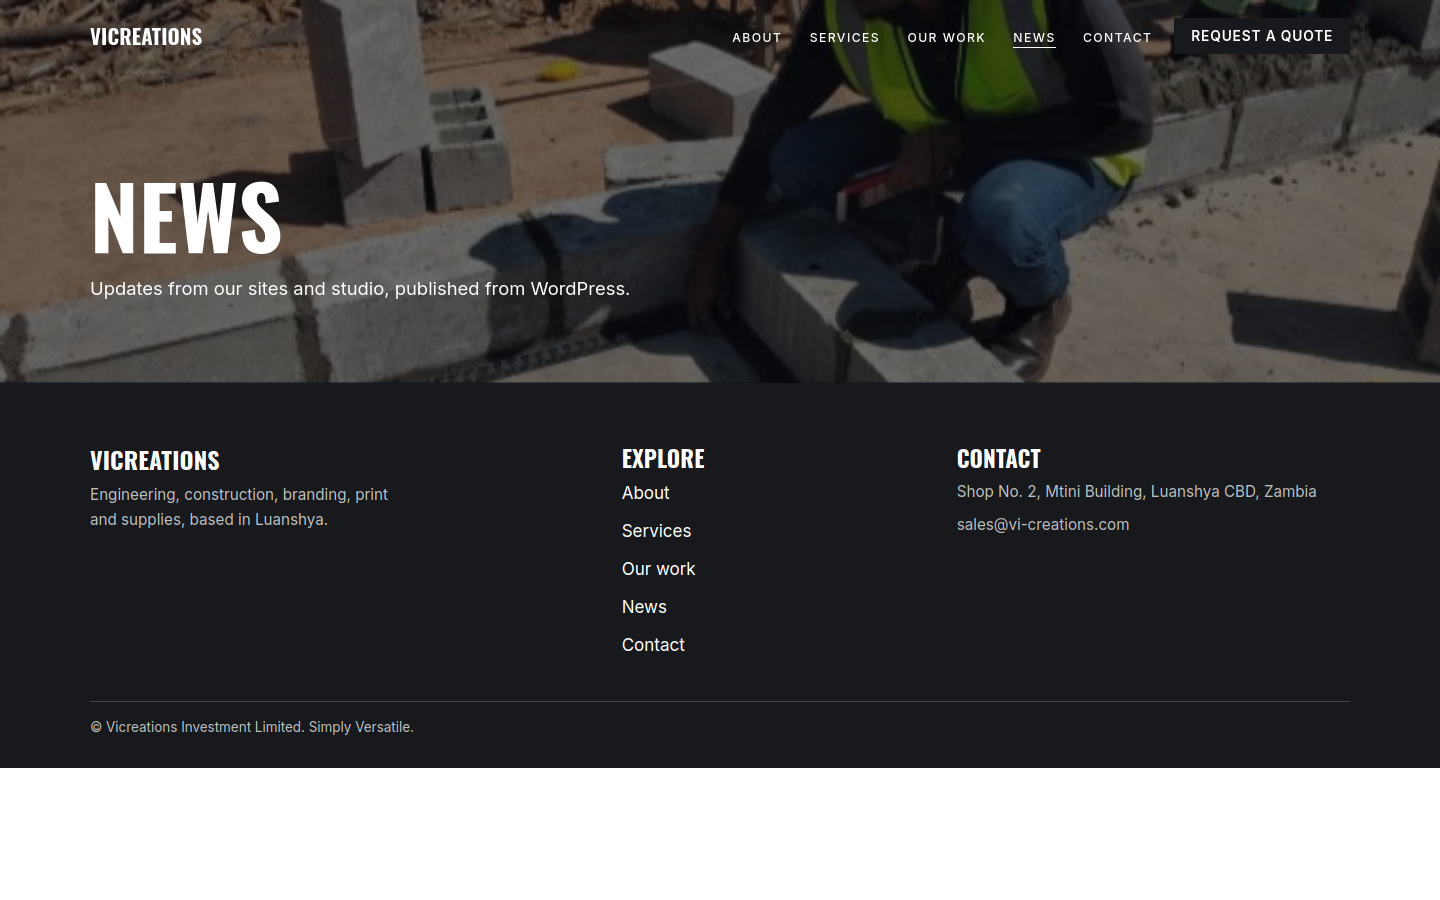 VICREATIONS
ABOUT SERVICES OUR WORK NEWS CONTACT REQUEST A QUOTE
NEWS
Updates from our sites and studio, published from WordPress.
VICREATIONS
Engineering, construction, branding, print
and supplies, based in Luanshya.
EXPLORE
About
Services
Our work
News
Contact
CONTACT
Shop No. 2, Mtini Building, Luanshya CBD, Zambia
sales@vi-creations.com
© Vicreations Investment Limited. Simply Versatile.